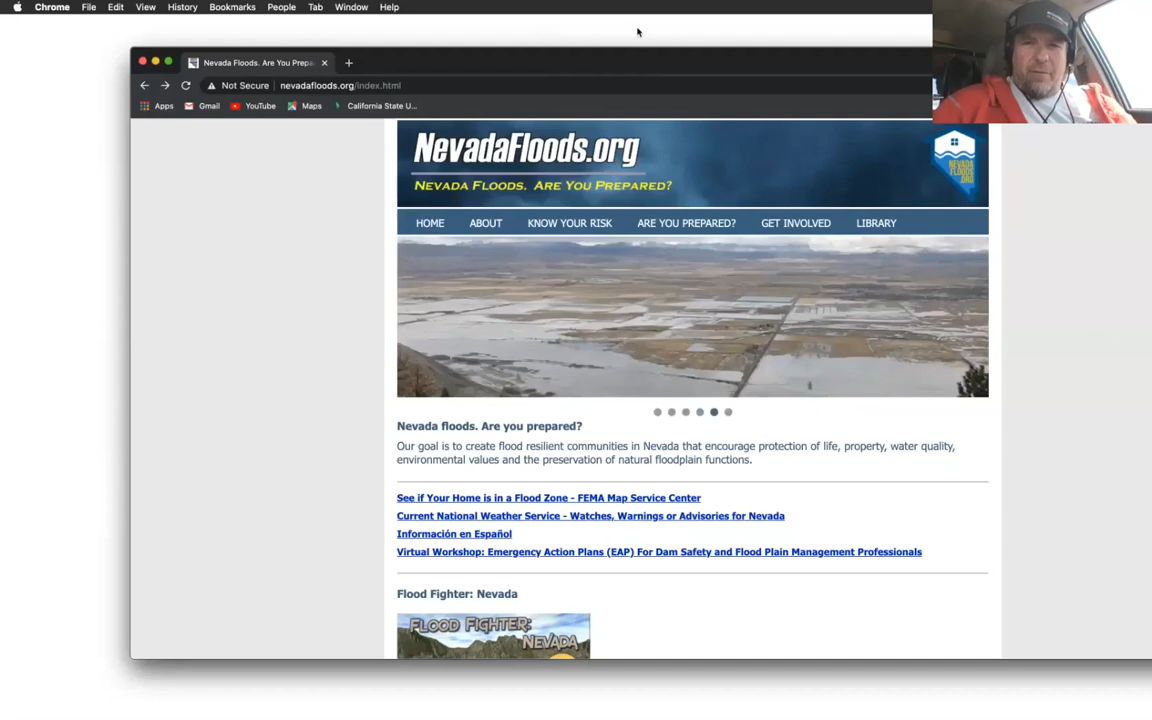 Chrome File Edit View History Bookmarks People Tab Window Help
Nevada Floods. Are You Prepa
Not Secure nevadafloods.org/index.html
Apps Gmail YouTube Maps California State U...
NevadaFloods.org
NEVADA FLOODS. ARE YOU PREPARED?
NEVADA
FLOODS
.ORG
HOME ABOUT KNOW YOUR RISK ARE YOU PREPARED? GET INVOLVED LIBRARY
Nevada floods. Are you prepared?
Our goal is to create flood resilient communities in Nevada that encourage protection of life, property, water quality,
environmental values and the preservation of natural floodplain functions.
See if Your Home is in a Flood Zone - FEMA Map Service Center
Current National Weather Service - Watches, Warnings or Advisories for Nevada
Información en Español
Virtual Workshop: Emergency Action Plans (EAP) For Dam Safety and Flood Plain Management Professionals
Flood Fighter: Nevada
FLOOD FIGHTER:
NEVADA